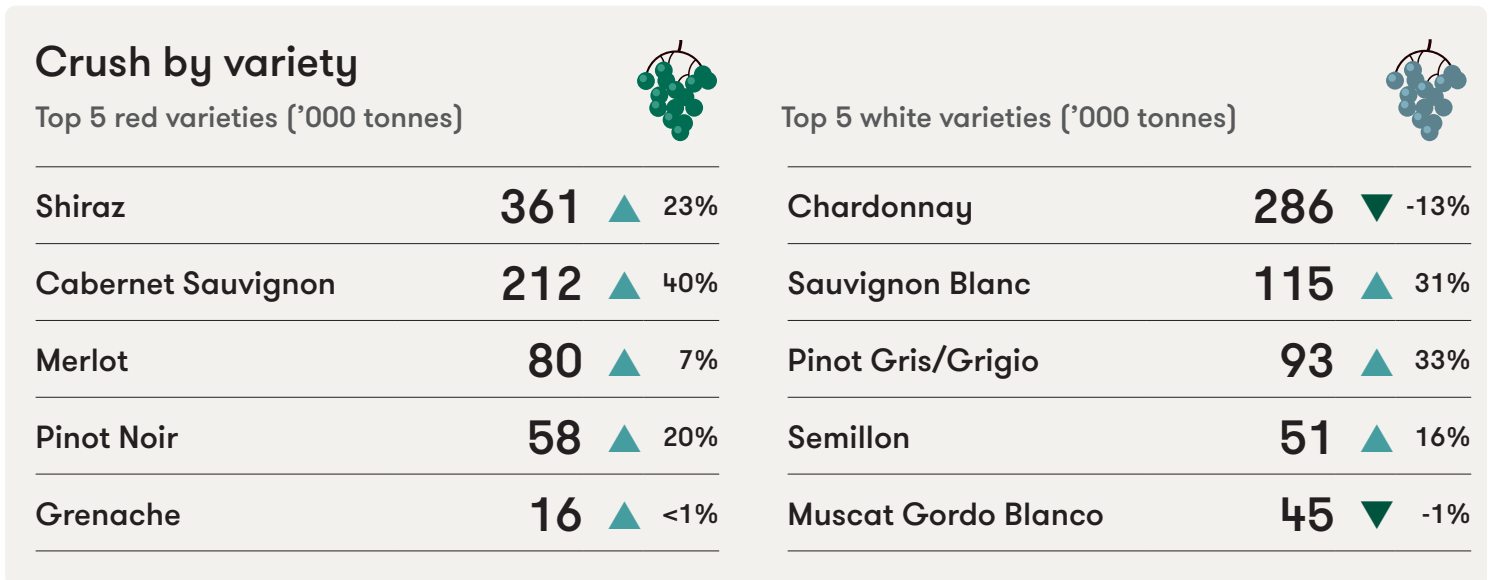 Crush by variety
Top 5 red varieties (’000 tonnes)
Shiraz 361 23%
Cabernet Sauvignon 212 40%
Merlot 80 7%
Pinot Noir 58 20%
Grenache 16 <1%
Top 5 white varieties (’000 tonnes)
Chardonnay 286 -13%
Sauvignon Blanc 115 31%
Pinot Gris/Grigio 93 33%
Semillon 51 16%
Muscat Gordo Blanco 45 -1%